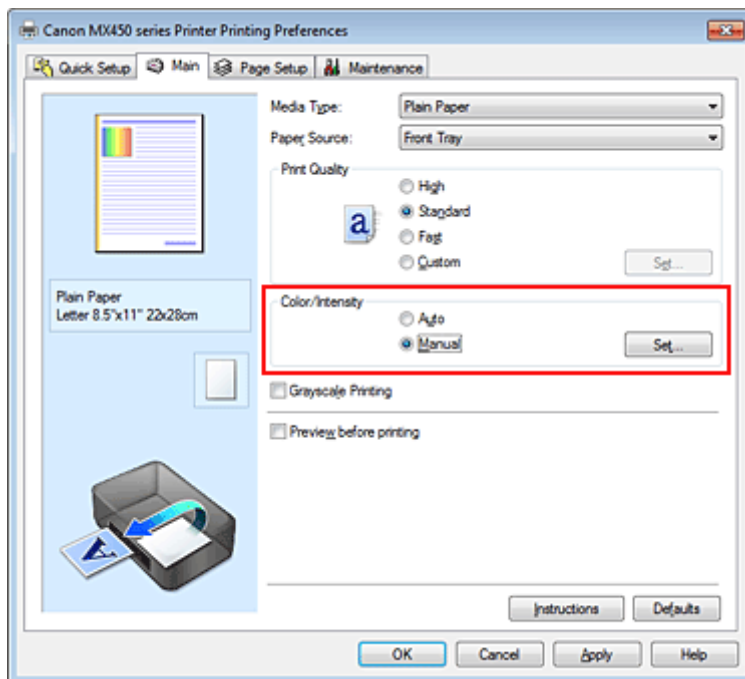 Canon MX450 series Printer Printing Preferences
Quick Setup Main Page Setup Maintenance
Media Type: Plain Paper
Paper Source: Front Tray
Print Quality
High
a Standard
Fast
Custom Set...
Plain Paper
Letter 8.5"x11" 22x28cm
Color/Intensity
Auto
Manual Set...
Grayscale Printing
Preview before printing
A
Instructions Defaults
OK Cancel Apply Help